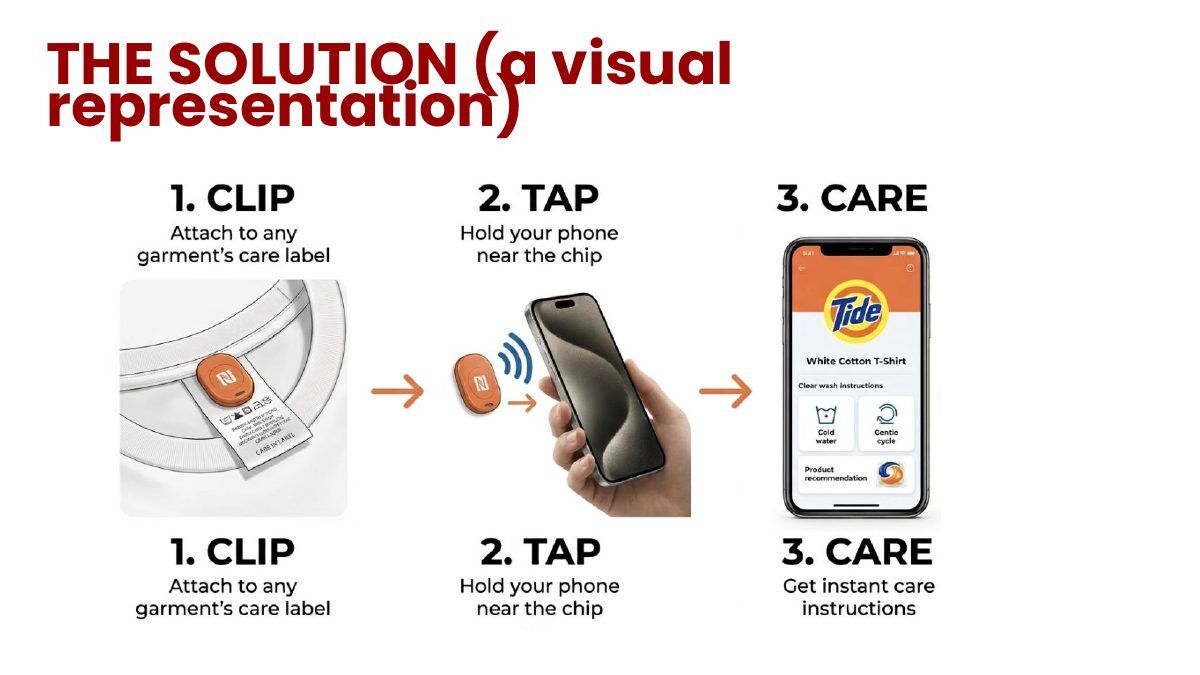 THE SOLUTION (a visual
representation)
1. CLIP
Attach to any
garment's care label
2. TAP
Hold your phone
near the chip
3. CARE
CARE IN LABEL
Tide
White Cotton T-Shirt
Clear wash instructions
Cold
water
Gentle
cycle
Product
recommendation
1. CLIP
Attach to any
garment's care label
2. TAP
Hold your phone
near the chip
3. CARE
Get instant care
instructions